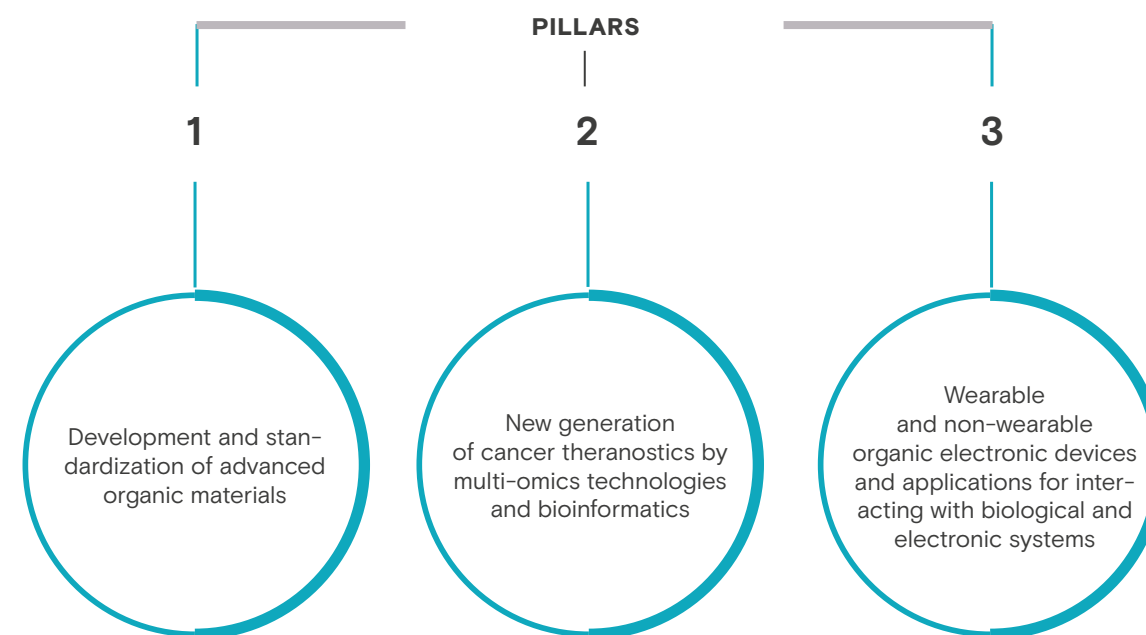 PILLARS
1
2
3
Development and stan-
dardization of advanced
organic materials
New generation
of cancer theranostics by
multi-omics technologies
and bioinformatics
Wearable
and non-wearable
organic electronic devices
and applications for inter-
acting with biological and
electronic systems